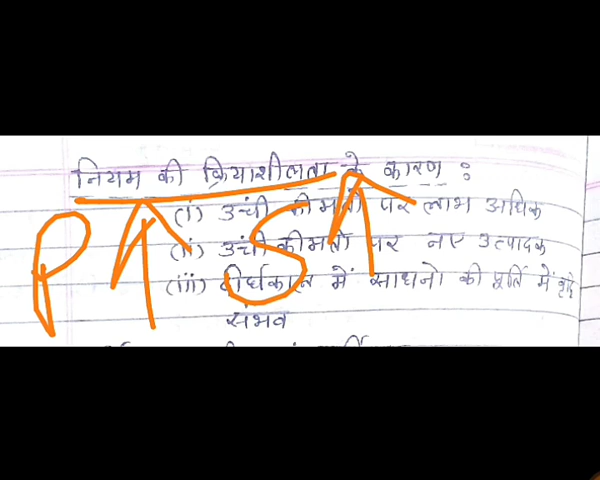 नियम की क्रियाशीलता के कारण :
(i) उंची कीमतो पर लाभ अधिक
(ii) उंची कीमतो पर नए उत्पादक
(iii) दीर्घकाल में साधनो की पूर्ति में वृद्धि
संभव
P S